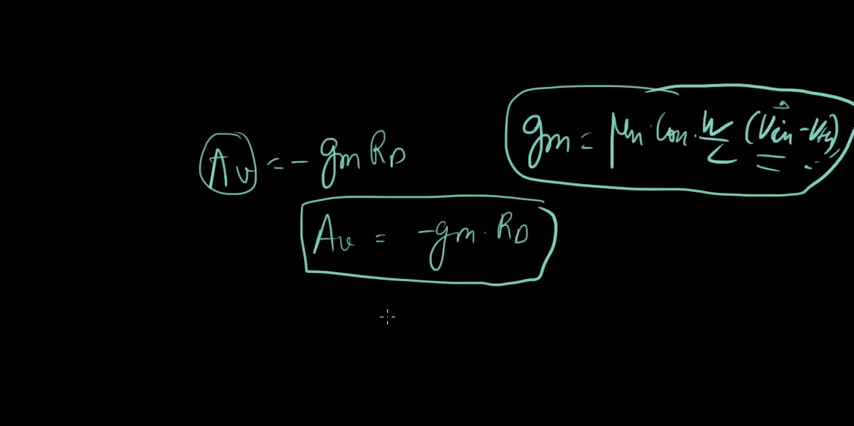 Av = - gm RD
gm = μn · Cox · W/L (Vin - VTH)
Av = -gm · RD